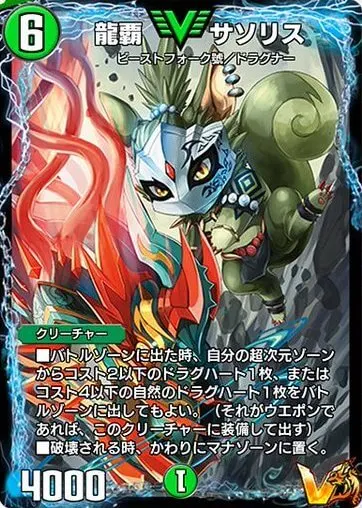 6
龍覇 V サソリス
ビーストフォーク號/ドラグナー
クリーチャー
■バトルゾーンに出た時、自分の超次元ゾーン
からコスト2以下のドラグハート1枚、または
コスト4以下の自然のドラグハート1枚をバト
ルゾーンに出してもよい。(それがウエポンで
あれば、このクリーチャーに装備して出す)
■破壊される時、かわりにマナゾーンに置く。
4000
1
V